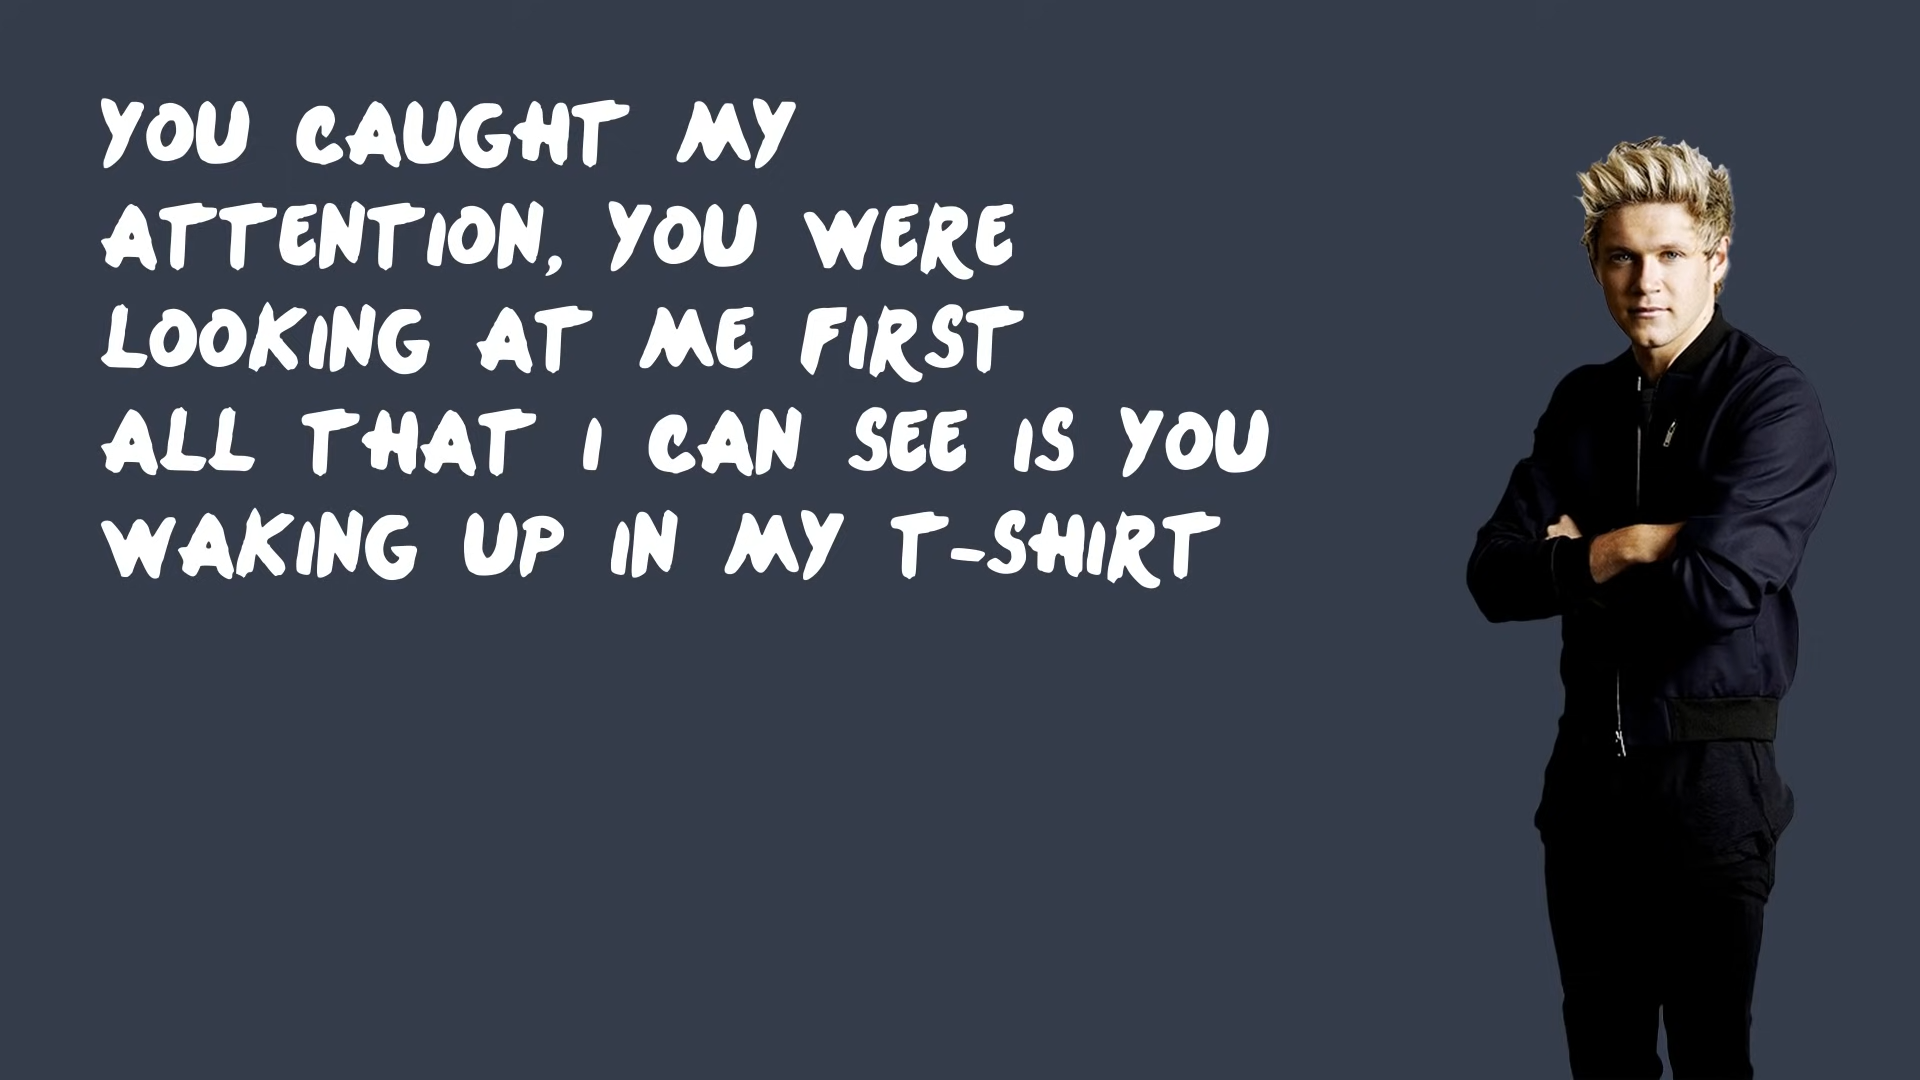 YOU CAUGHT MY
ATTENTION, YOU WERE
LOOKING AT ME FIRST
ALL THAT I CAN SEE IS YOU
WAKING UP IN MY T-SHIRT